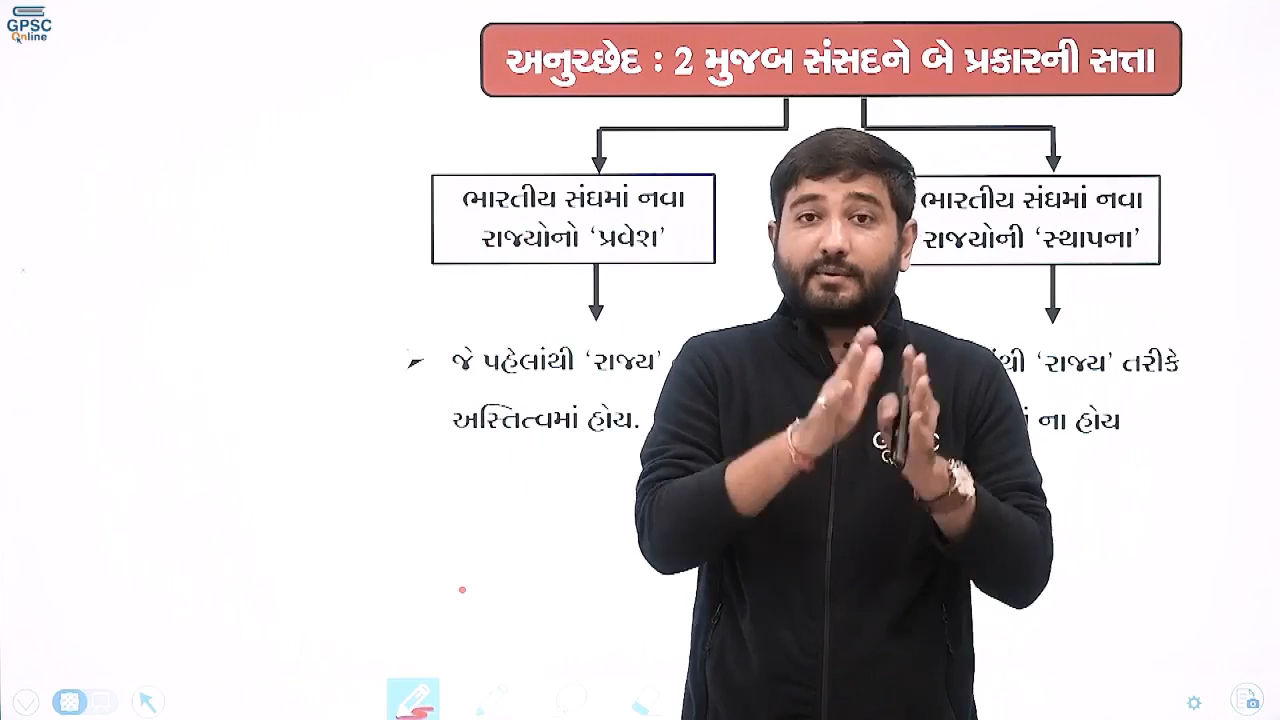 GPSC
Online
અનુચ્છેદ : 2 મુજબ સંસદને બે પ્રકારની સત્તા
ભારતીય સંઘમાં નવા
રાજ્યોનો ‘પ્રવેશ’
ભારતીય સંઘમાં નવા
રાજ્યોની ‘સ્થાપના’
➤ જે પહેલાંથી ‘રાજ્ય’
અસ્તિત્વમાં હોય.
‘રાજ્ય’ તરીકે
ના હોય